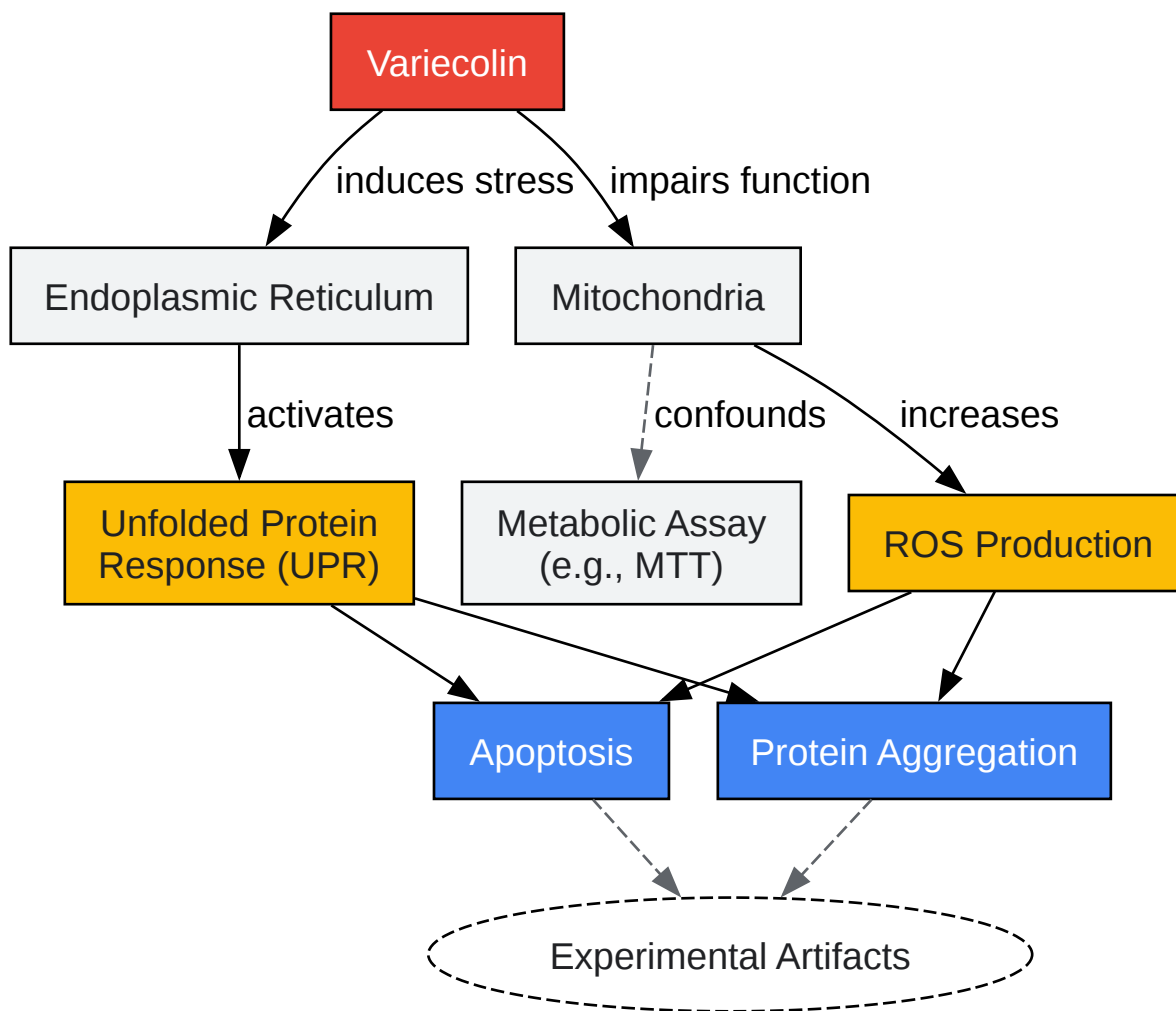 Variecolin
induces stress
impairs function
Endoplasmic Reticulum
Mitochondria
activates
confounds
increases
Unfolded Protein
Response (UPR)
Metabolic Assay
(e.g., MTT)
ROS Production
Apoptosis
Protein Aggregation
Experimental Artifacts